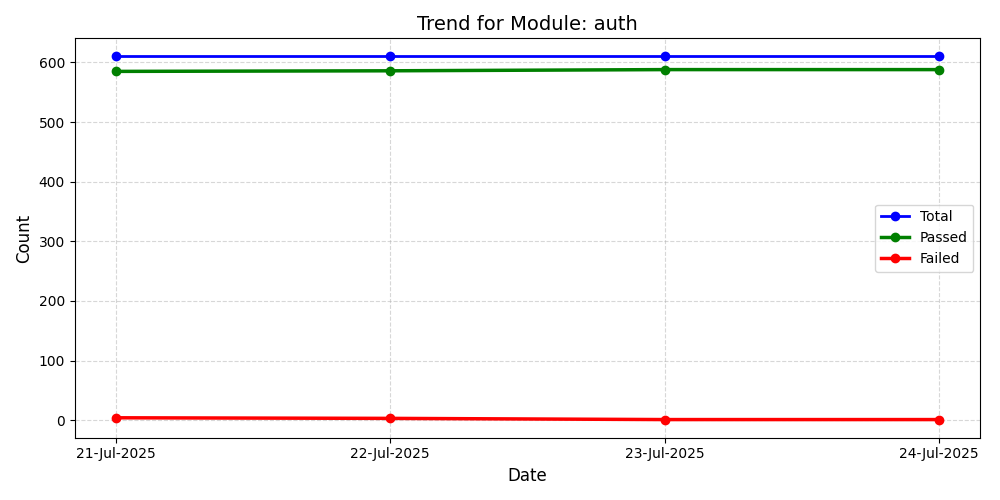 Trend for Module: auth
Count
600
500
400
300
200
100
0
Total
Passed
Failed
21-Jul-2025 22-Jul-2025 23-Jul-2025 24-Jul-2025
Date